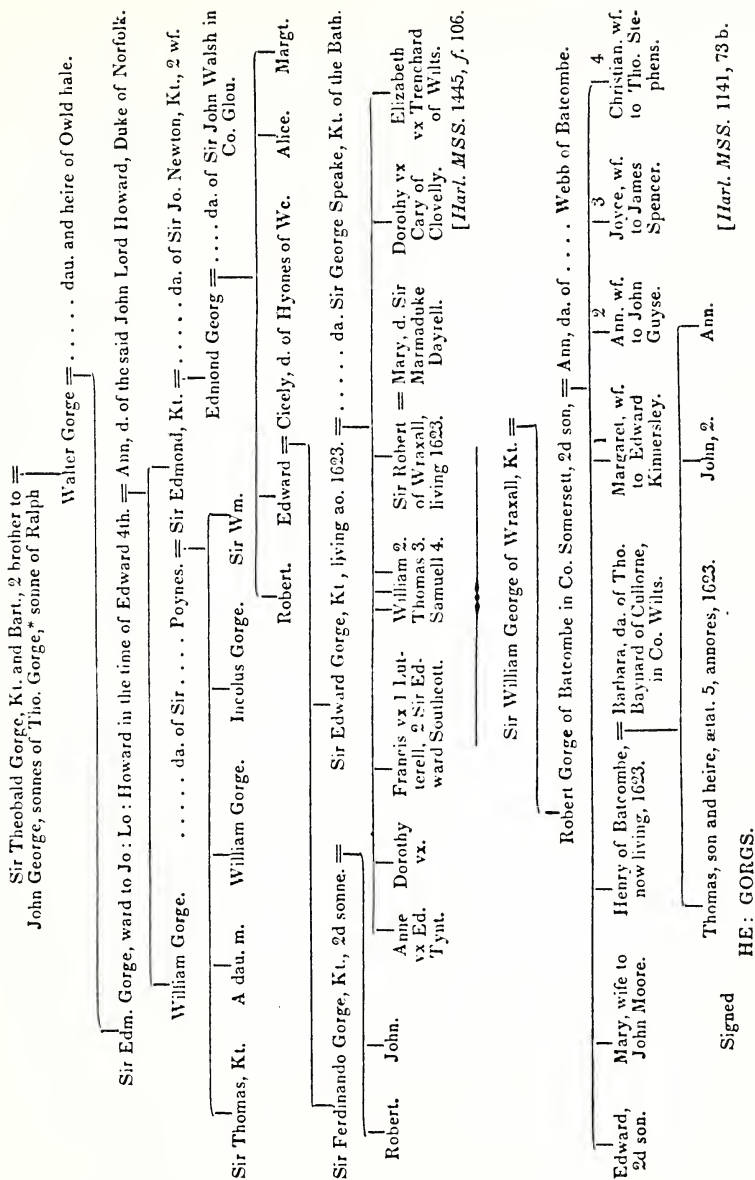 Sir Theobald Gorge, Kt. and Bart., 2 brother to =
John George, sonnes of Tho. Gorge,* sonne of Ralph
Walter Gorge = ..... dau. and heire of Owld hale.
Sir Edm. Gorge, ward to Jo : Lo : Howard in the time of Edward 4th. = Ann, d. of the said John Lord Howard, Duke of Norfolk.
William Gorge. ..... da. of Sir .... Poynes. = Sir Edmond, Kt. = ..... da. of Sir Jo. Newton, Kt., 2 wf.
Sir Thomas, Kt. A dau. m. William Gorge. Incolus Gorge. Sir Wm.
Edmond Georg = .... da. of Sir John Walsh in
Co. Glou.
Robert. Edward = Cicely, d. of Hyones of We. Alice. Margt.
Sir Ferdinando Gorge, Kt., 2d sonne. = Sir Edward Gorge, Kt, living ao. 1623. = ..... da. Sir George Speake, Kt. of the Bath.
Robert. John.
Anne
vx Ed.
Tynt.
Dorothy
vx.
Francis vx 1 Lut-
terell, 2 Sir Ed-
ward Southcott.
William 2.
Thomas 3.
Samuell 4.
Sir Robert
of Wraxall,
living 1623.
= Mary, d. Sir
Marmaduke
Dayrell.
Dorothy vx
Cary of
Clovelly.
Elizabeth
vx Trenchard
of Wilts.
[Harl. MSS. 1445, f. 106.
Sir William George of Wraxall, Kt. =
Robert Gorge of Batcombe in Co. Somersett, 2d son, = Ann, da. of .... Webb of Batcombe.
Edward,
2d son.
Mary, wife to
John Moore.
Henry of Batcombe,
now living, 1623.
= Barbara, da. of Tho.
Baynard of Cullorne,
in Co. Wilts.
1
Margaret, wf.
to Edward
Kinnersley.
2
Ann. wf.
to John
Guyse.
3
Joyce, wf.
to James
Spencer.
4
Christian. wf.
to Tho. Ste-
phens.
Thomas, son and heire, ætat. 5, annores, 1623.
John, 2.
Ann.
[Harl. MSS. 1141, 73 b.
Signed
HE : GORGS.